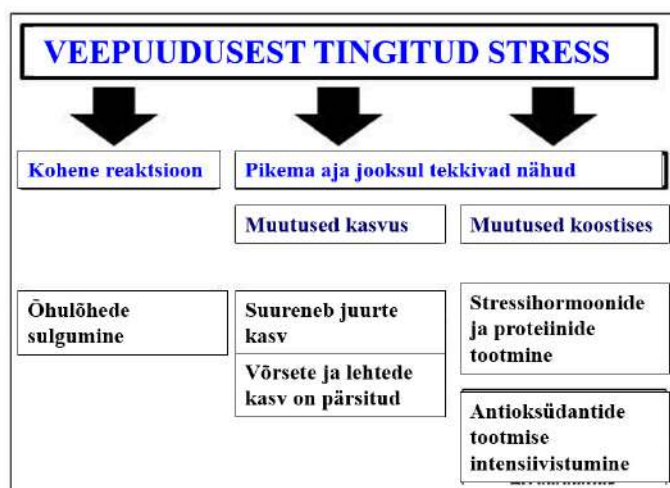 VEEPUUDUSEST TINGITUD STRESS
Kohene reaktsioon
Pikema aja jooksul tekkivad nähud
Muutused kasvus
Muutused koostises
Õhulõhede
sulgumine
Suureneb juurte
kasv
Võrsete ja lehtede
kasv on pärsitud
Stressihormoonide
ja proteiinide
tootmine
Antioksüdantide
tootmise
intensiivistumine